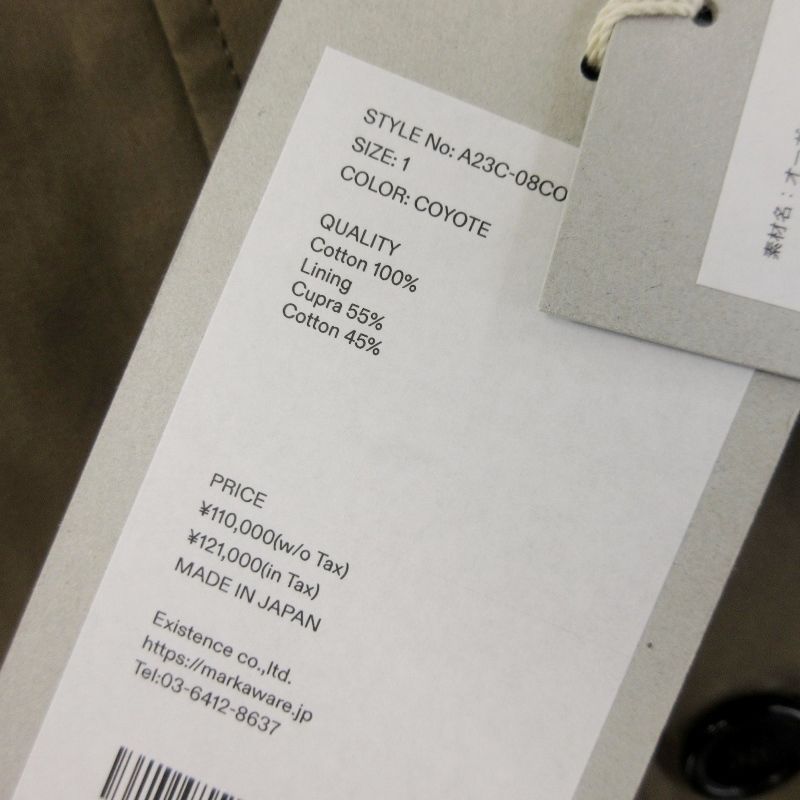 STYLE No: A23C-08CO
SIZE: 1
COLOR: COYOTE
QUALITY
Cotton 100%
Lining
Cupra 55%
Cotton 45%
PRICE
¥110,000(w/o Tax)
¥121,000(in Tax)
MADE IN JAPAN
Existence co.,ltd.
https://markaware.jp
Tel:03-6412-8637
素材名：オーガ